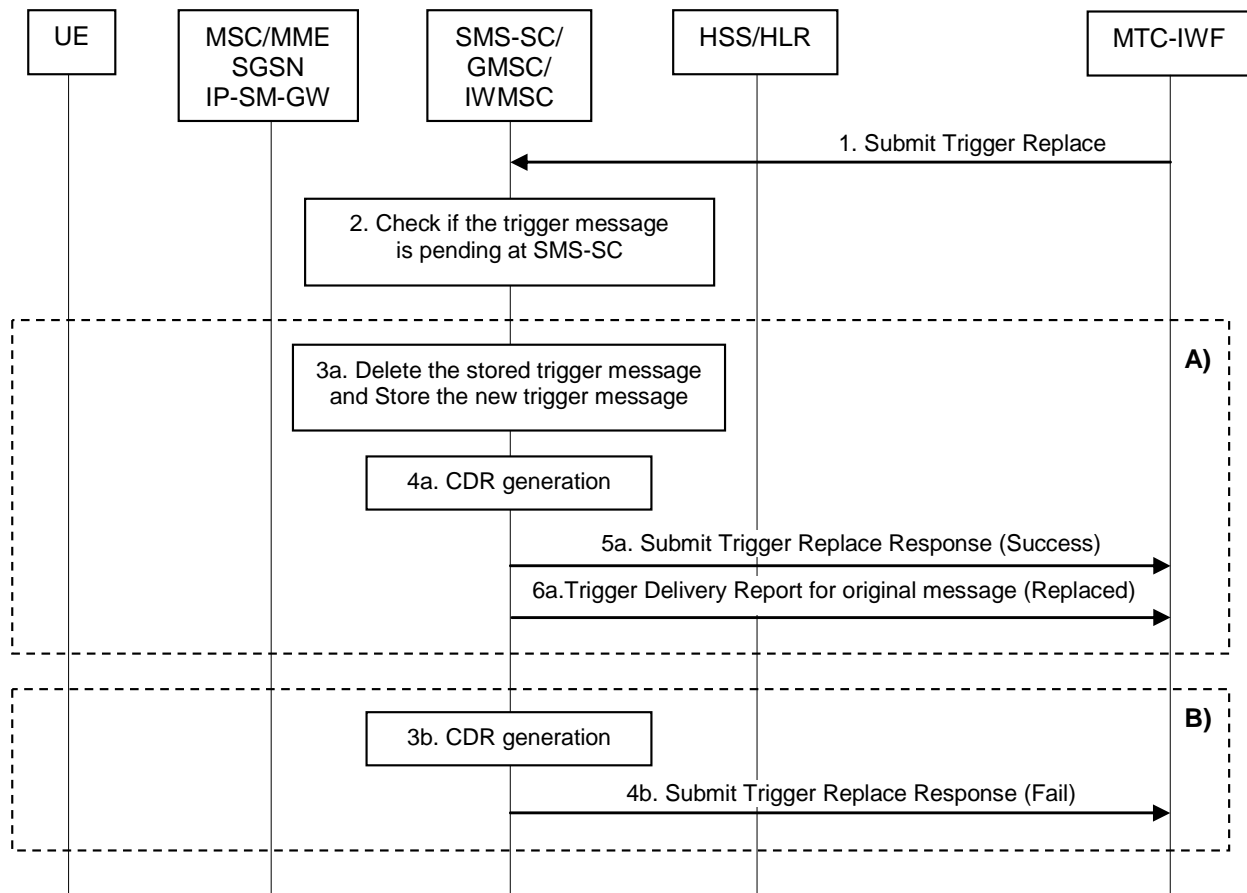 UE
MSC/MME
SGSN
IP-SM-GW
SMS-SC/
GMSC/
IWMSC
HSS/HLR
MTC-IWF
1. Submit Trigger Replace
2. Check if the trigger message
is pending at SMS-SC
A)
3a. Delete the stored trigger message
and Store the new trigger message
4a. CDR generation
5a. Submit Trigger Replace Response (Success)
6a.Trigger Delivery Report for original message (Replaced)
B)
3b. CDR generation
4b. Submit Trigger Replace Response (Fail)